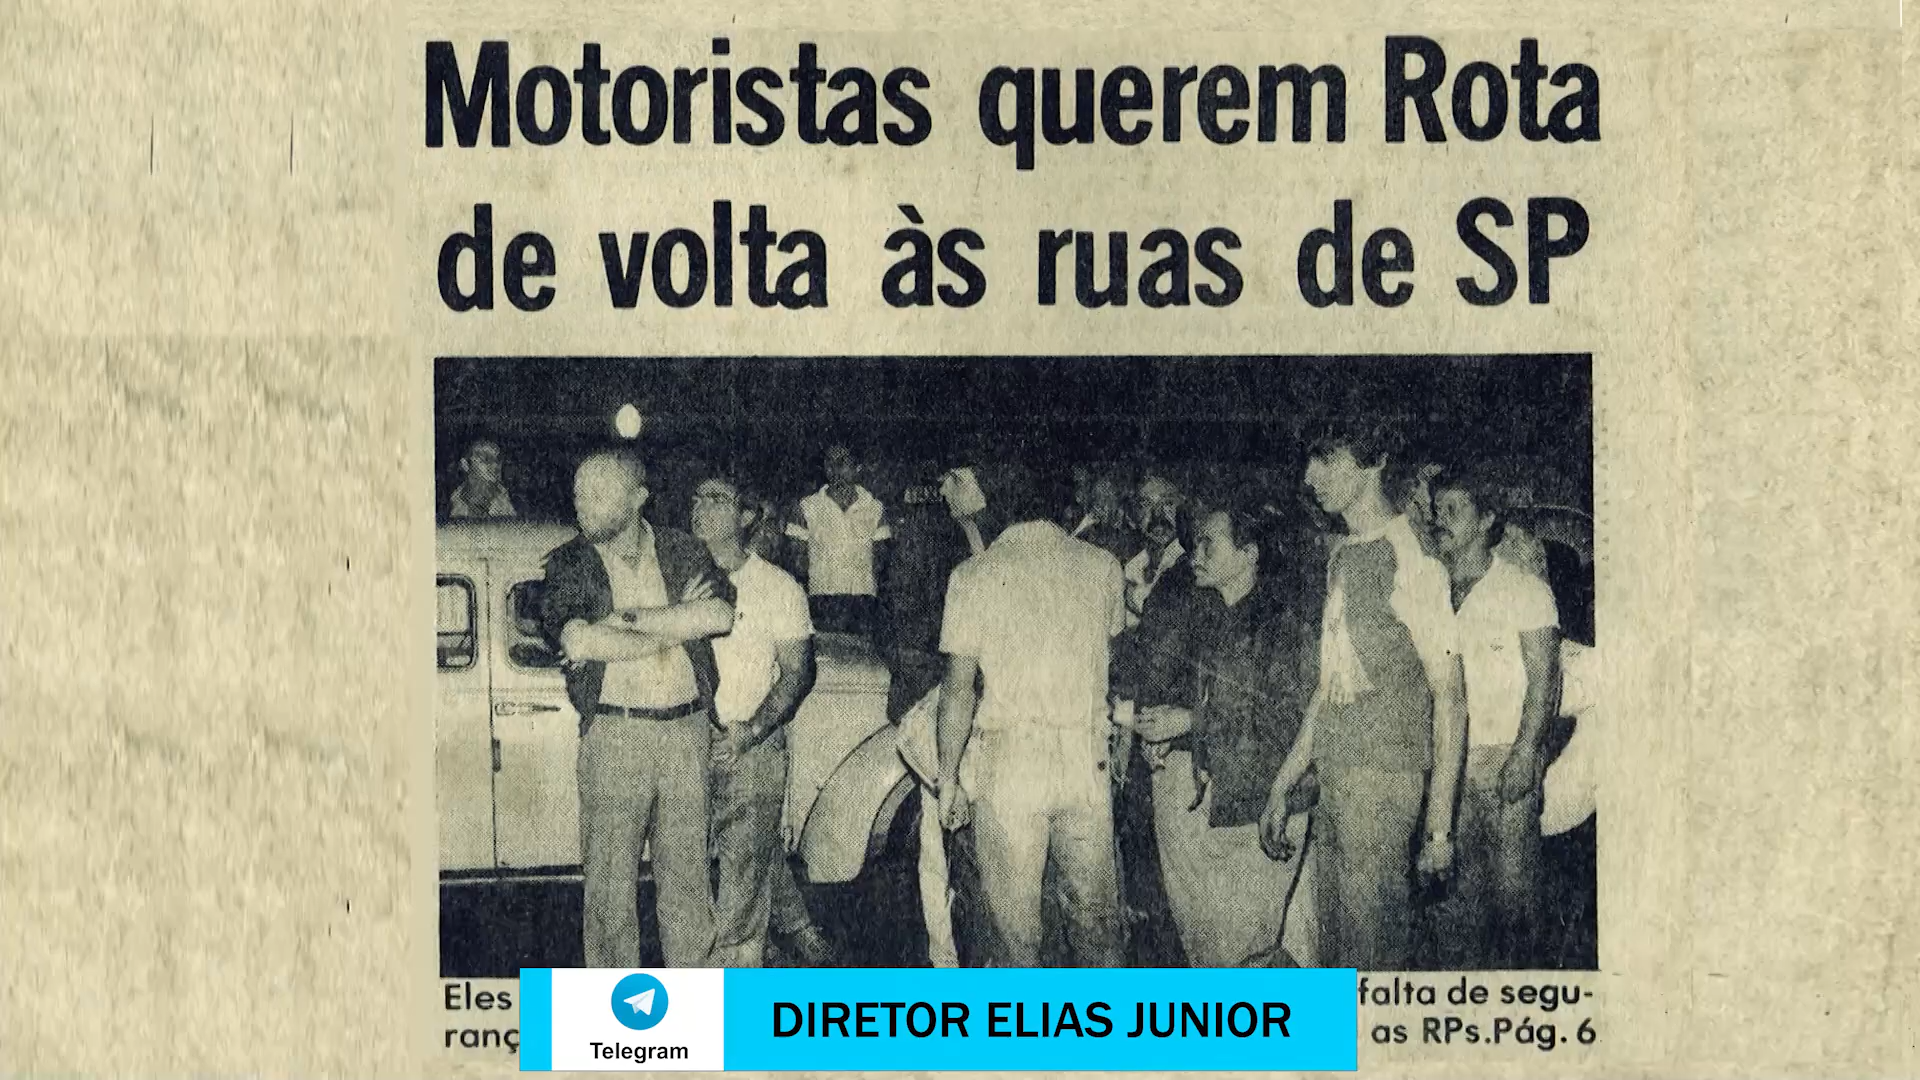 Motoristas querem Rota
de volta às ruas de SP
Eles
falta de segu-
ranç
as RPs.Pág. 6
Telegram
DIRETOR ELIAS JUNIOR